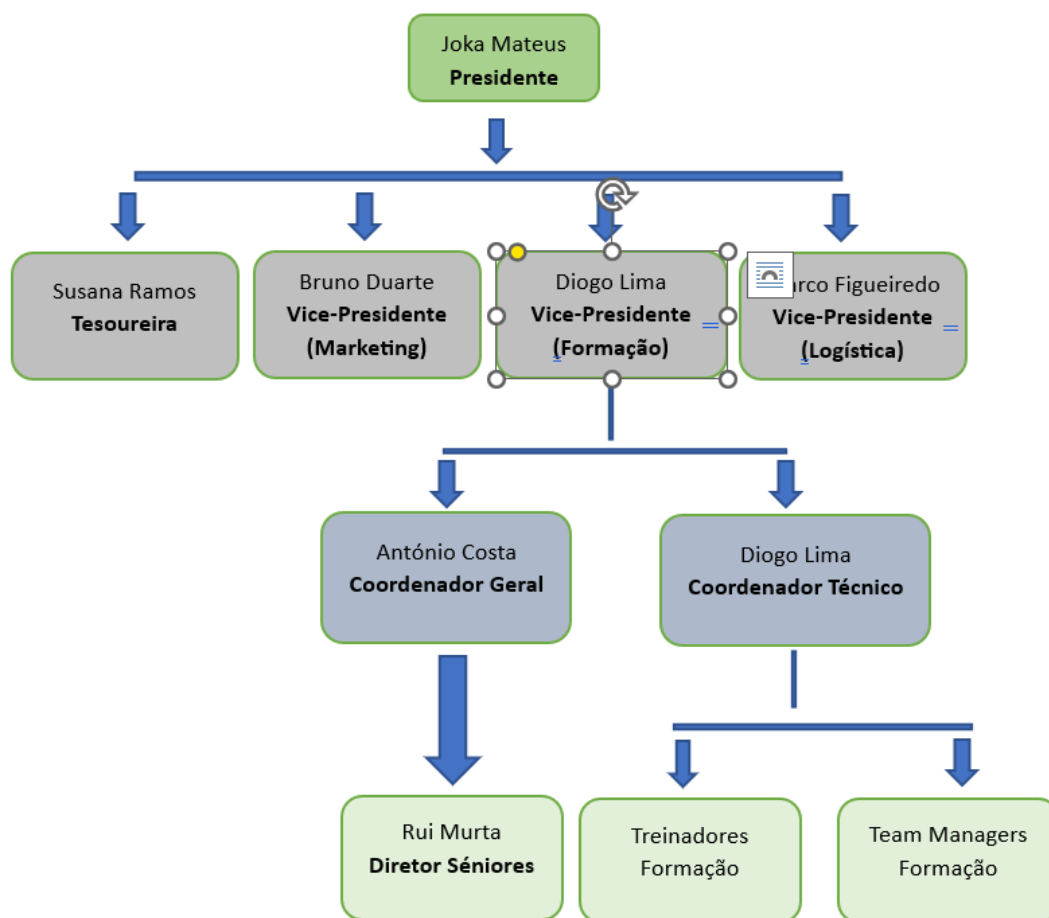 Joka Mateus
Presidente
Susana Ramos
Tesoureira
Bruno Duarte
Vice-Presidente
(Marketing)
Diogo Lima
Vice-Presidente
(Formação)
Figueiredo
Vice-Presidente
(Logística)
António Costa
Coordenador Geral
Diogo Lima
Coordenador Técnico
Rui Murta
Diretor Séniores
Treinadores
Formação
Team Managers
Formação